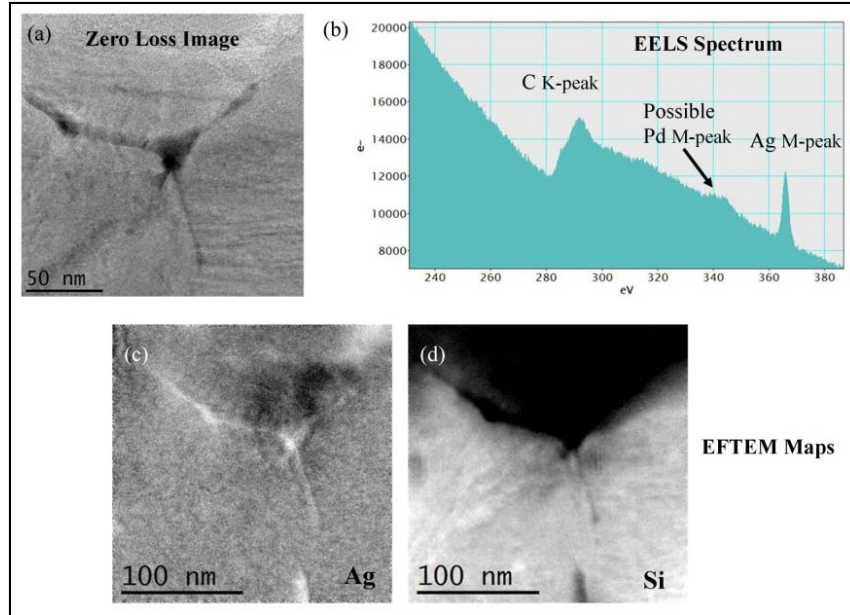 (a)
Zero Loss Image
50 nm
(b)
EELS Spectrum
C K-peak
Possible
Pd M-peak
Ag M-peak
e-
20000
18000
16000
14000
12000
10000
8000
240
260
280
300
320
340
360
380
eV
(c)
100 nm
Ag
(d)
100 nm
Si
EFTEM Maps